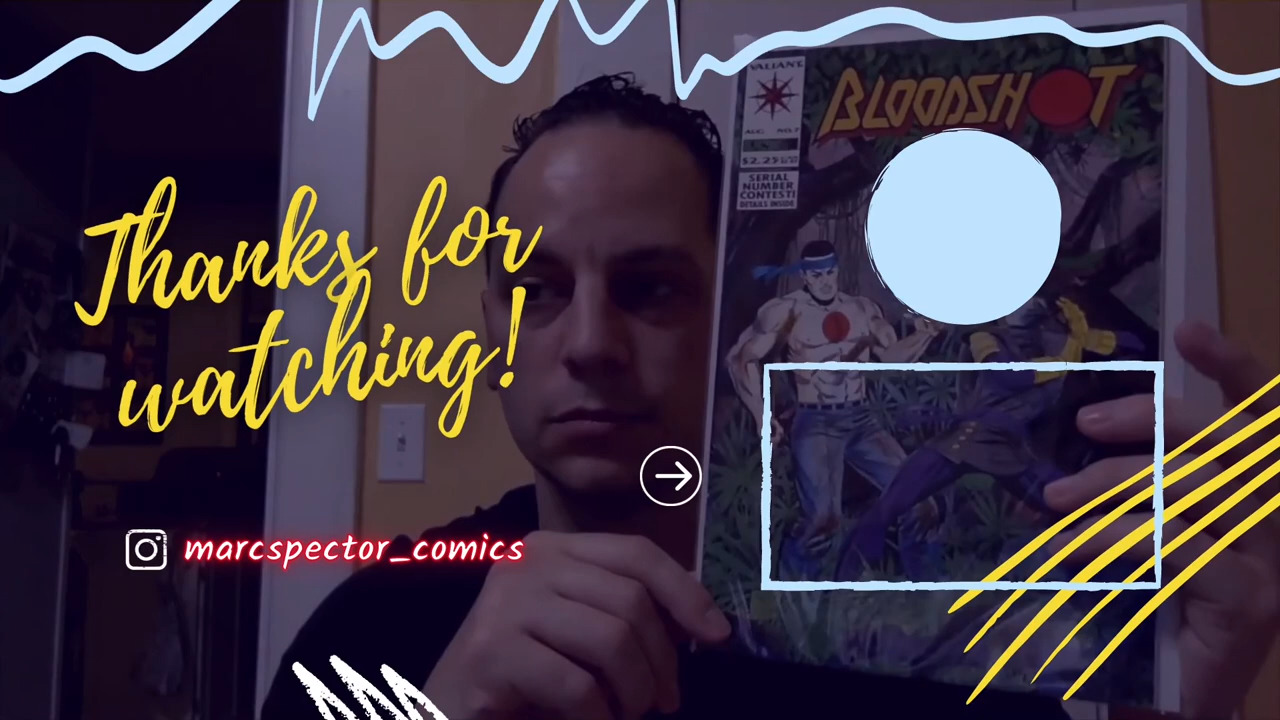 Thanks for
watching!
marcspector_comics
VALIANT
BLOODSHOT
AUG. NO. 7
$2.25
SERIAL
NUMBER
CONTEST!
DETAILS INSIDE